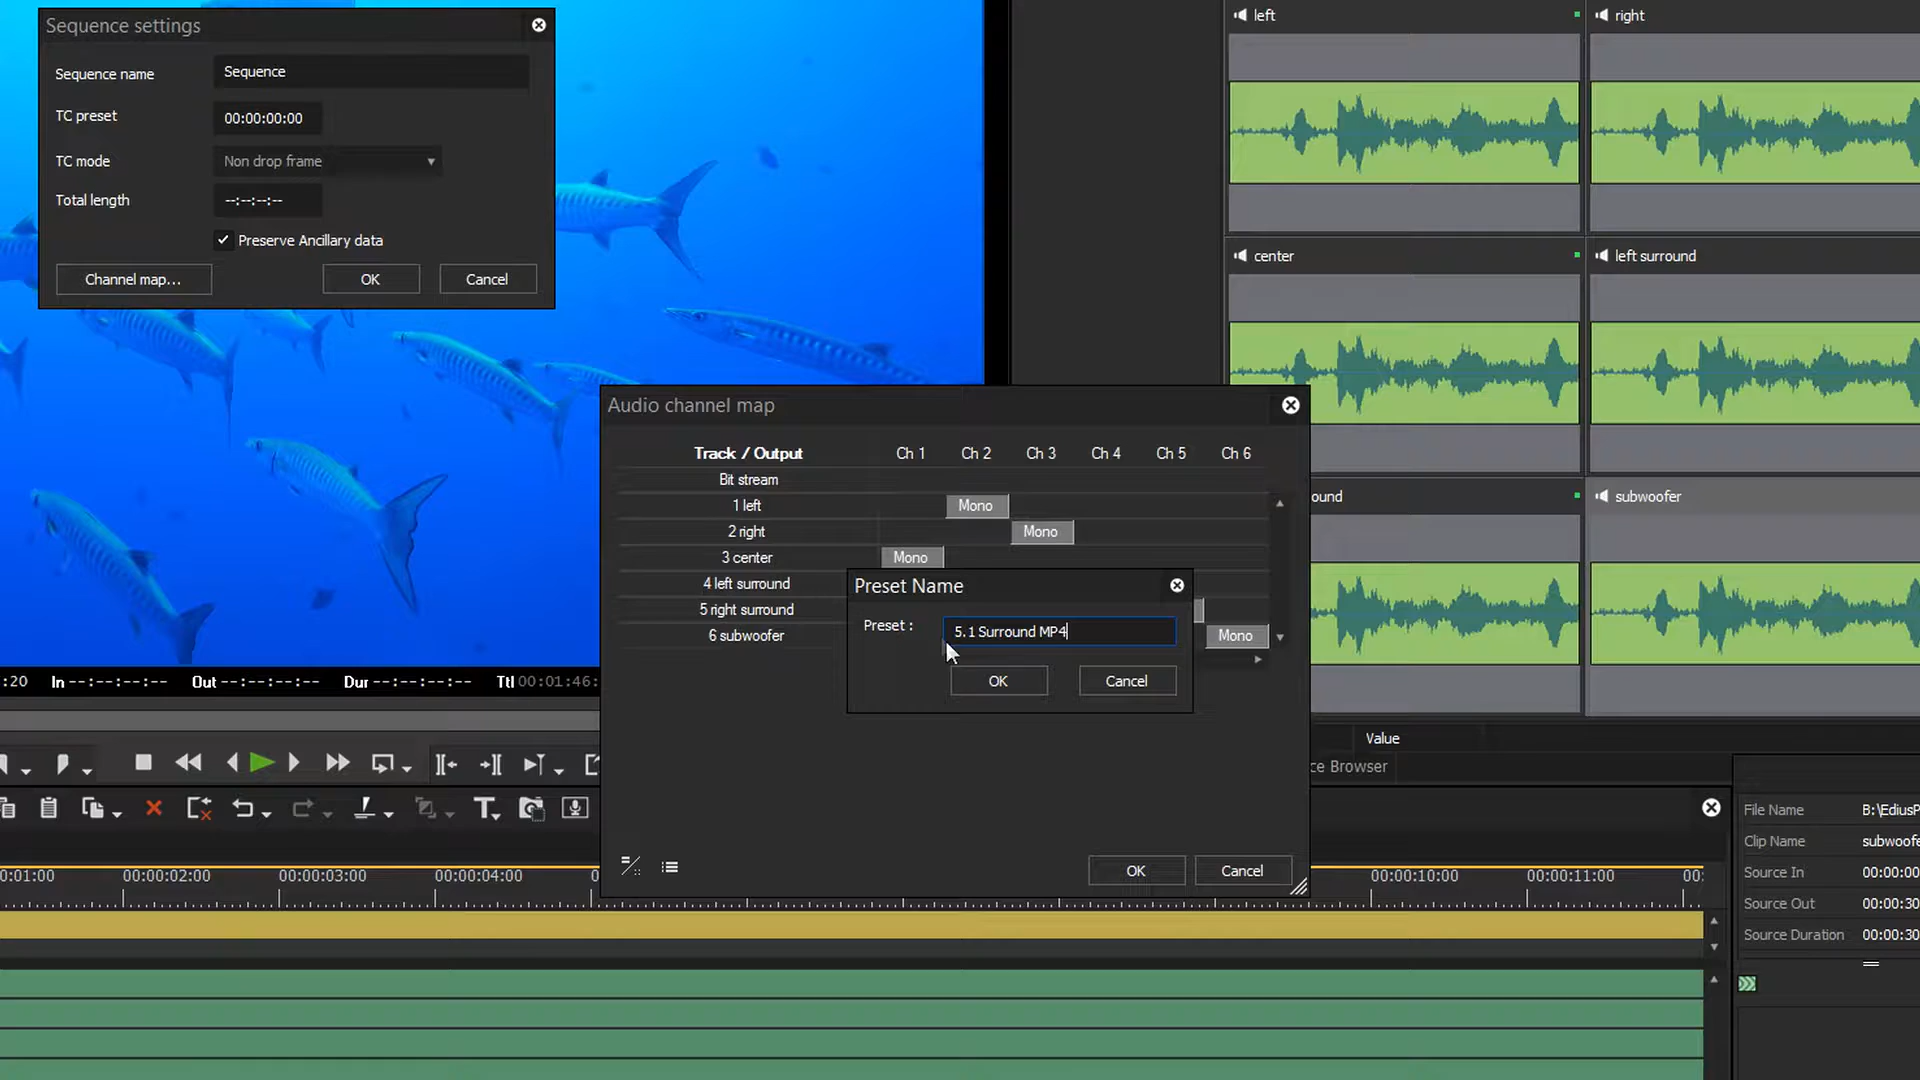 Sequence settings
Sequence name
Sequence
TC preset
00:00:00:00
TC mode
Non drop frame
Total length
--:--:--:--
Preserve Ancillary data
Channel map...
OK
Cancel
left
right
center
left surround
ound
subwoofer
Audio channel map
Track / Output Ch 1 Ch 2 Ch 3 Ch 4 Ch 5 Ch 6
Bit stream
1 left Mono
2 right Mono
3 center Mono
4 left surround
5 right surround
6 subwoofer Mono
Preset Name
Preset :
5.1 Surround MP4
OK
Cancel
OK
Cancel
:20 In --:--:--:-- Out --:--:--:-- Dur --:--:--:-- Ttl 00:01:46:
Value
ce Browser
0:01:00 00:00:02:00 00:00:03:00 00:00:04:00 00:00:10:00 00:00:11:00 00:
File Name B:\EdiusP
Clip Name subwoofe
Source In 00:00:00
Source Out 00:00:30
Source Duration 00:00:30